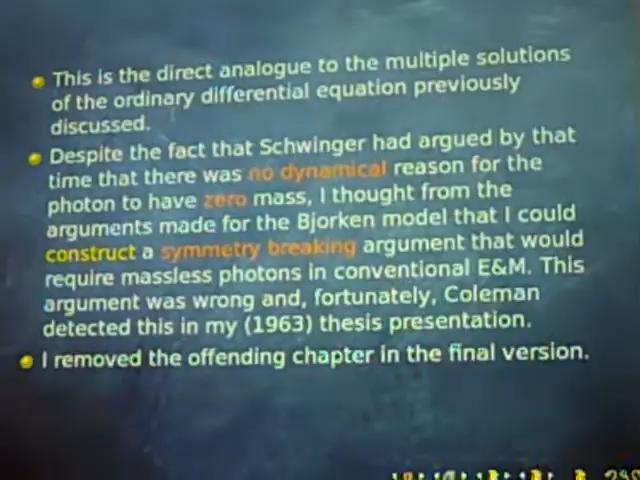 This is the direct analogue to the multiple solutions
of the ordinary differential equation previously
discussed.
Despite the fact that Schwinger had argued by that
time that there was no dynamical reason for the
photon to have zero mass, I thought from the
arguments made for the Bjorken model that I could
construct a symmetry breaking argument that would
require massless photons in conventional E&M. This
argument was wrong and, fortunately, Coleman
detected this in my (1963) thesis presentation.
I removed the offending chapter in the final version.